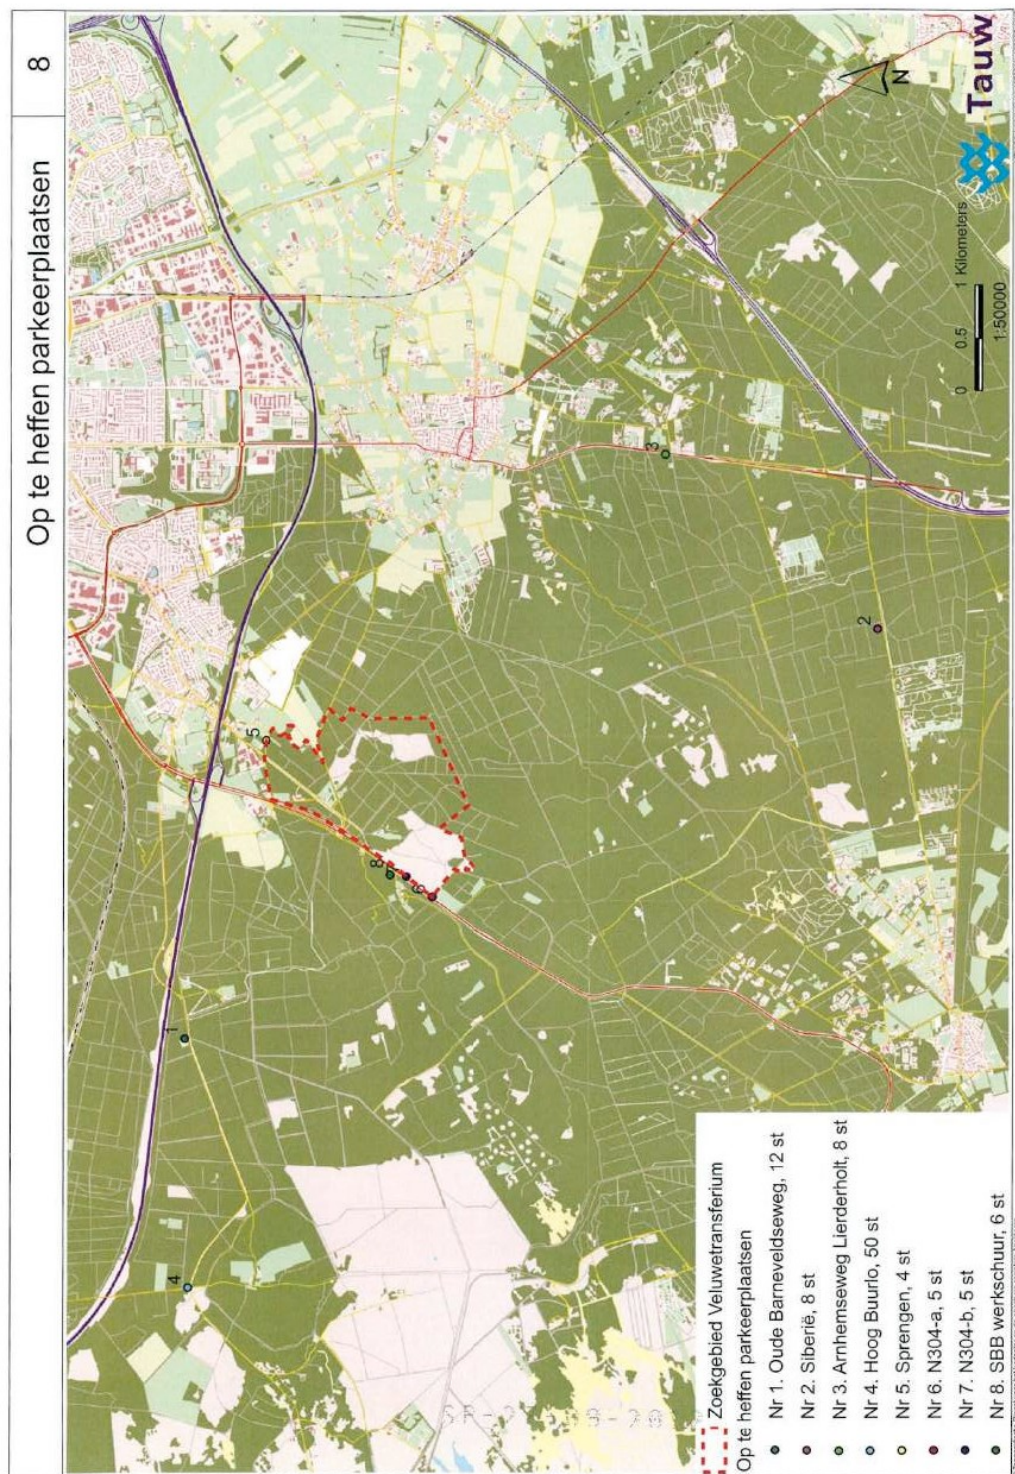 Op te heffen parkeerplaatsen
8
1
4
5
8
6
3
2
N
0 0.5 1 Kilometers
1:50000
Tauw
Zoekgebied Veluwetransferium
Op te heffen parkeerplaatsen
Nr 1. Oude Barneveldseweg, 12 st
Nr 2. Siberië, 8 st
Nr 3. Arnhemseweg Lierderholt, 8 st
Nr 4. Hoog Buurlo, 50 st
Nr 5. Sprengen, 4 st
Nr 6. N304-a, 5 st
Nr 7. N304-b, 5 st
Nr 8. SBB werkschuur, 6 st